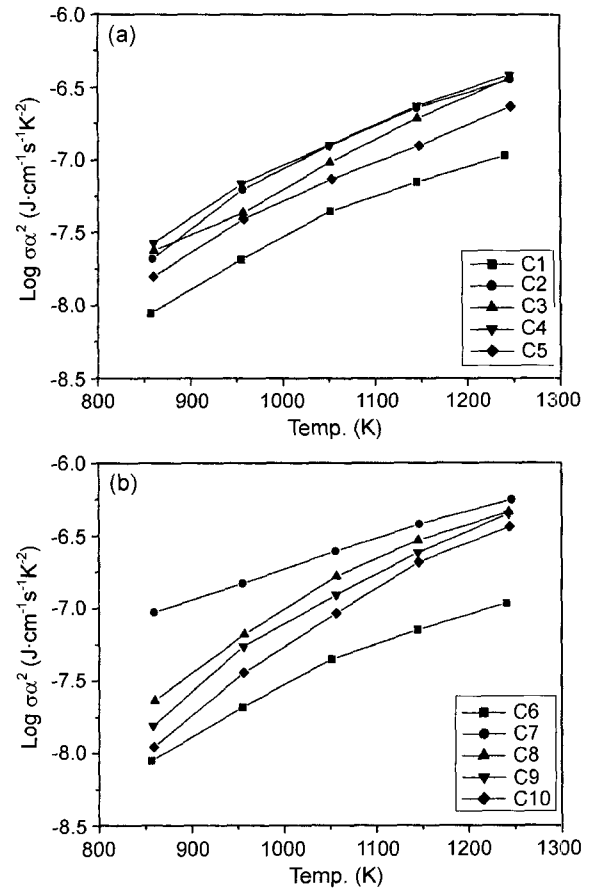 (a)
-6.0
-6.5
-7.0
-7.5
-8.0
-8.5
Log σα² (J·cm⁻¹s⁻¹K⁻²)
C1
C2
C3
C4
C5
800 900 1000 1100 1200 1300
Temp. (K)
(b)
-6.0
-6.5
-7.0
-7.5
-8.0
-8.5
Log σα² (J·cm⁻¹s⁻¹K⁻²)
C6
C7
C8
C9
C10
800 900 1000 1100 1200 1300
Temp. (K)